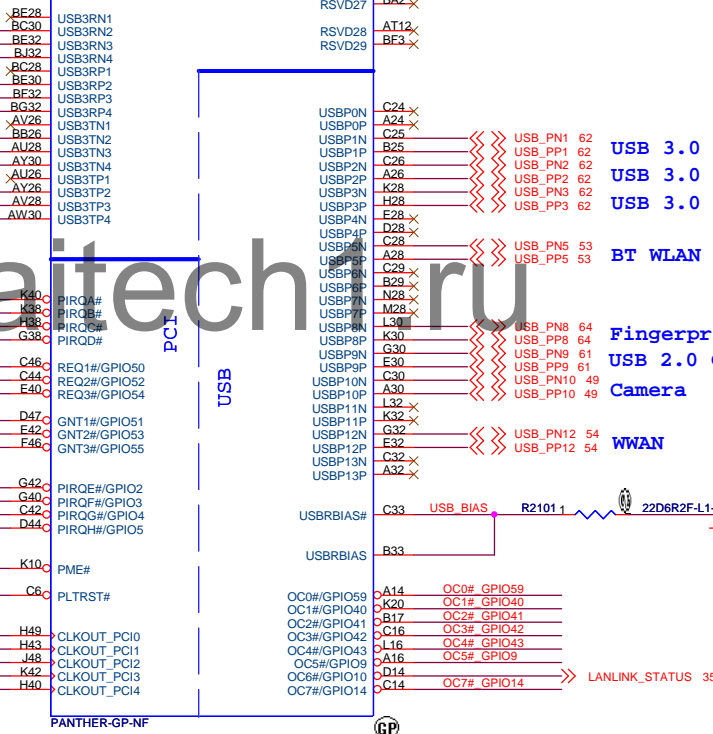 RSVD27 BA2
BE28 USB3RN1
BC30 USB3RN2 RSVD28 AT12
BE32 USB3RN3 RSVD29 BF3
BJ32 USB3RN4
BC28 USB3RP1
BE30 USB3RP2
BF32 USB3RP3
BG32 USB3RP4 USBP0N C24
AV26 USB3TN1 USBP0P A24
BB26 USB3TN2 USBP1N C25 USB_PN1 62
AU28 USB3TN3 USBP1P B25 USB_PP1 62 USB 3.0
AY30 USB3TN4 USBP2N C26 USB_PN2 62
AU26 USB3TP1 USBP2P A26 USB_PP2 62 USB 3.0
AY26 USB3TP2 USBP3N K28 USB_PN3 62
AV28 USB3TP3 USBP3P H28 USB_PP3 62 USB 3.0
AW30 USB3TP4 USBP4N E28
USBP4P D28
USBP5N C28 USB_PN5 53
USBP5P A28 USB_PP5 53 BT WLAN
USBP6N C29
USBP6P B29
aitech1.ru
K40 PIRQA# USBP7N N28
K38 PIRQB# USBP7P M28
H38 PIRQC# USBP8N L30 USB_PN8 64
G38 PIRQD# USBP8P K30 USB_PP8 64 Fingerpr
PCI
USBP9N G30 USB_PN9 61
C46 REQ1#/GPIO50 USBP9P E30 USB_PP9 61 USB 2.0
C44 REQ2#/GPIO52 USBP10N C30 USB_PN10 49
E40 REQ3#/GPIO54 USBP10P A30 USB_PP10 49 Camera
USB
USBP11N L32
D47 GNT1#/GPIO51 USBP11P K32
E42 GNT2#/GPIO53 USBP12N G32 USB_PN12 54
F46 GNT3#/GPIO55 USBP12P E32 USB_PP12 54 WWAN
USBP13N C32
USBP13P A32
G42 PIRQE#/GPIO2
G40 PIRQF#/GPIO3
C42 PIRQG#/GPIO4 USBRBIAS# C33 USB_BIAS R2101 1 22D6R2F-L1-
D44 PIRQH#/GPIO5
USBRBIAS B33
K10 PME#
C6 PLTRST# OC0#/GPIO59 A14 OC0#_GPIO59
OC1#/GPIO40 K20 OC1#_GPIO40
OC2#/GPIO41 B17 OC2#_GPIO41
H49 CLKOUT_PCI0 OC3#/GPIO42 C16 OC3#_GPIO42
H43 CLKOUT_PCI1 OC4#/GPIO43 L16 OC4#_GPIO43
J48 CLKOUT_PCI2 OC5#/GPIO9 A16 OC5#_GPIO9
K42 CLKOUT_PCI3 OC6#/GPIO10 D14 LANLINK_STATUS 35
H40 CLKOUT_PCI4 OC7#/GPIO14 C14 OC7#_GPIO14
PANTHER-GP-NF
GP